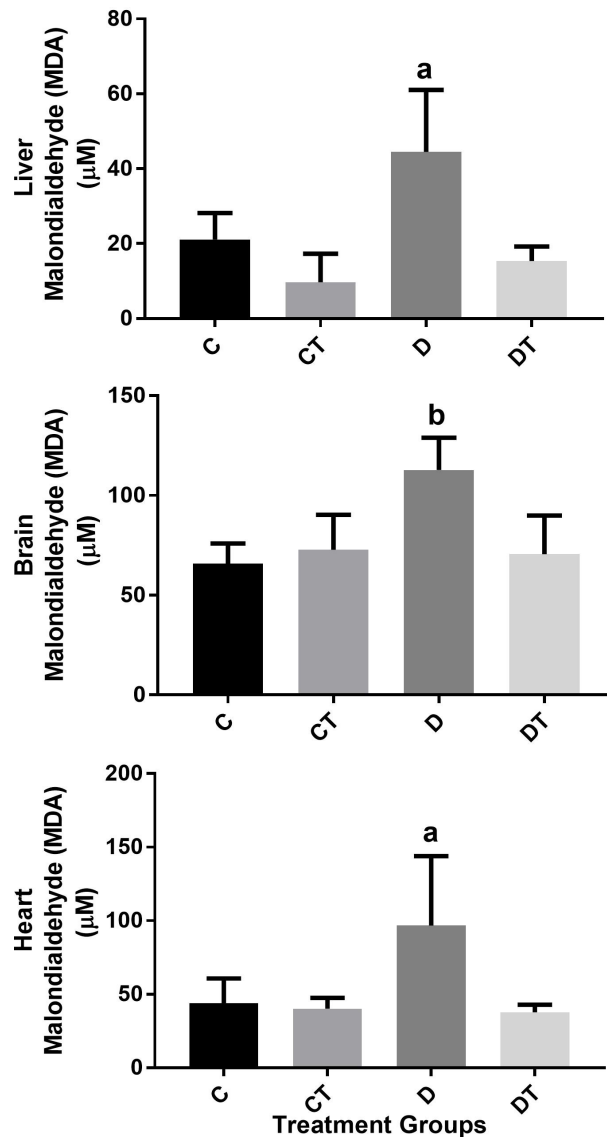 Liver
Malondialdehyde (MDA)
(µM)
80
60
40
20
0
a
C
CT
D
DT
Brain
Malondialdehyde (MDA)
(µM)
150
100
50
0
b
C
CT
D
DT
Heart
Malondialdehyde (MDA)
(µM)
200
150
100
50
0
a
C
CT
D
DT
Treatment Groups